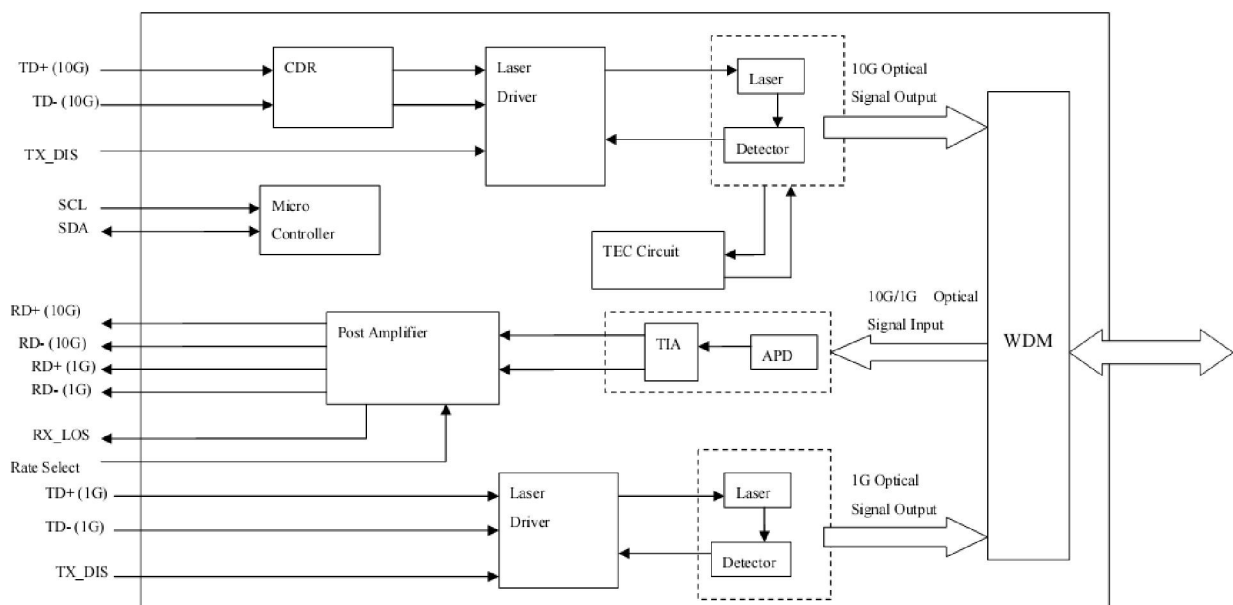 TD+ (10G)
TD- (10G)
TX_DIS
CDR
Laser
Driver
Laser
Detector
10G Optical
Signal Output
SCL
SDA
Micro
Controller
TEC Circuit
RD+ (10G)
RD- (10G)
RD+ (1G)
RD- (1G)
RX_LOS
Rate Select
Post Amplifier
TIA
APD
10G/1G Optical
Signal Input
WDM
TD+ (1G)
TD- (1G)
TX_DIS
Laser
Driver
Laser
Detector
1G Optical
Signal Output